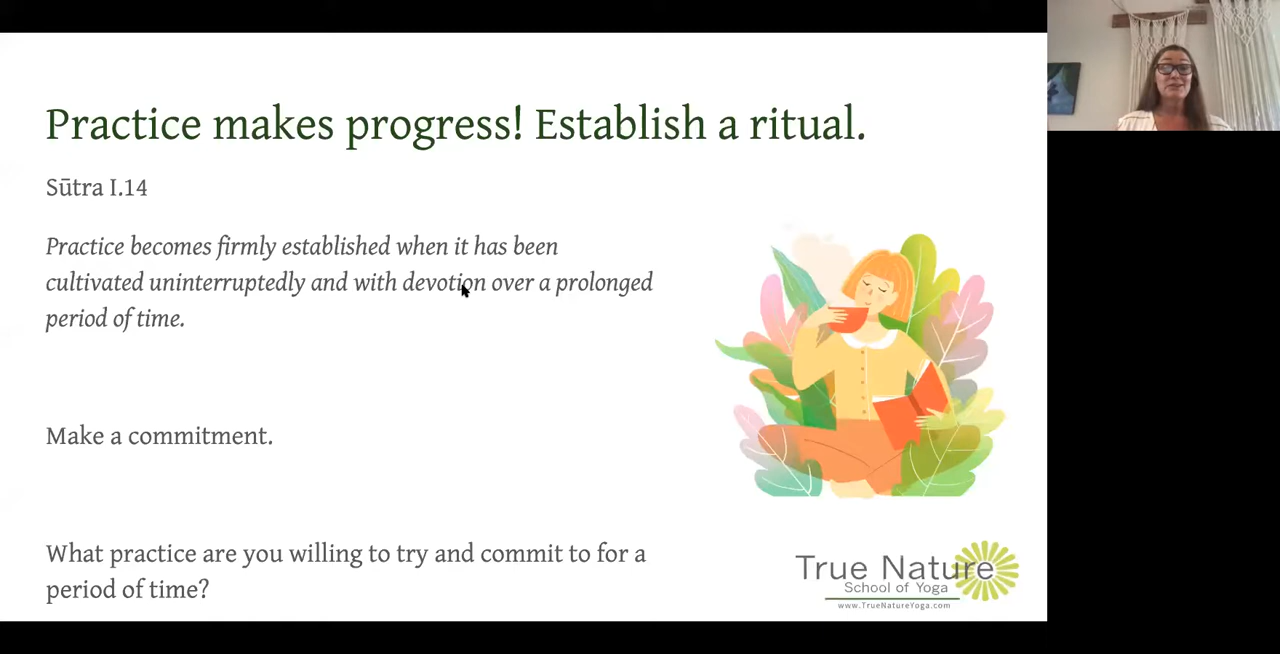 Practice makes progress! Establish a ritual.
Sūtra I.14
Practice becomes firmly established when it has been
cultivated uninterruptedly and with devotion over a prolonged
period of time.
Make a commitment.
What practice are you willing to try and commit to for a
period of time?
True Nature
School of Yoga
www.TrueNatureYoga.com